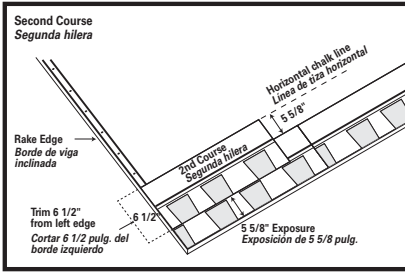 Second Course
Segunda hilera
Horizontal chalk line
Línea de tiza horizontal
5 5/8"
Rake Edge
Borde de viga
inclinada
2nd Course
Segunda hilera
Trim 6 1/2"
from left edge
Cortar 6 1/2 pulg. del
borde izquierdo
6 1/2"
5 5/8" Exposure
Exposición de 5 5/8 pulg.